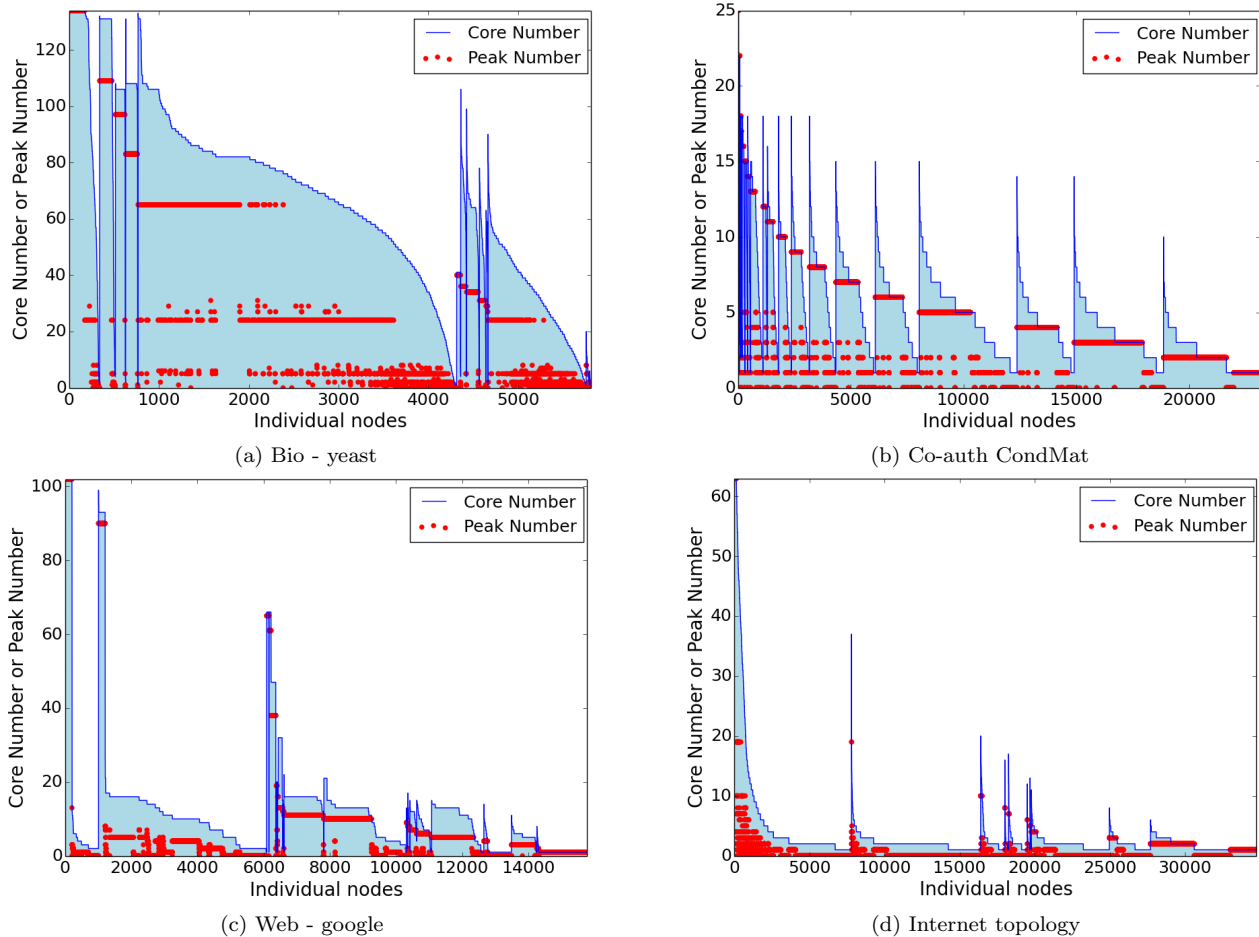 Core Number or Peak Number
120
100
80
60
40
20
0
Core Number
Peak Number
0 1000 2000 3000 4000 5000
Individual nodes
(a) Bio - yeast
Core Number or Peak Number
25
20
15
10
5
0
Core Number
Peak Number
0 5000 10000 15000 20000
Individual nodes
(b) Co-auth CondMat
Core Number or Peak Number
100
80
60
40
20
0
Core Number
Peak Number
0 2000 4000 6000 8000 10000 12000 14000
Individual nodes
(c) Web - google
Core Number or Peak Number
60
50
40
30
20
10
0
Core Number
Peak Number
0 5000 10000 15000 20000 25000 30000
Individual nodes
(d) Internet topology